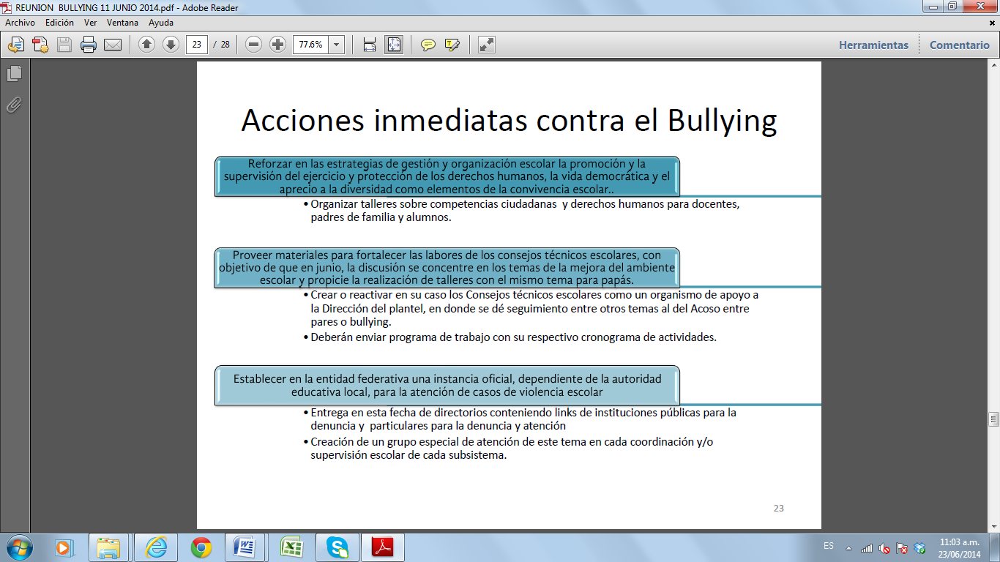 REUNION  BULLYING 11 JUNIO 2014.pdf - Adobe Reader
Archivo Edición Ver Ventana Ayuda
23 / 28 77.6% Herramientas Comentario
Acciones inmediatas contra el Bullying
Reforzar en las estrategias de gestión y organización escolar la promoción y la
supervisión del ejercicio y protección de los derechos humanos, la vida democrática y el
aprecio a la diversidad como elementos de la convivencia escolar..
• Organizar talleres sobre competencias ciudadanas  y derechos humanos para docentes,
padres de familia y alumnos.
Proveer materiales para fortalecer las labores de los consejos técnicos escolares, con
objetivo de que en junio, la discusión se concentre en los temas de la mejora del ambiente
escolar y propicie la realización de talleres con el mismo tema para papás.
• Crear o reactivar en su caso los Consejos técnicos escolares como un organismo de apoyo a
la Dirección del plantel, en donde se dé seguimiento entre otros temas al del Acoso entre
pares o bullying.
• Deberán enviar programa de trabajo con su respectivo cronograma de actividades.
Establecer en la entidad federativa una instancia oficial, dependiente de la autoridad
educativa local, para la atención de casos de violencia escolar
• Entrega en esta fecha de directorios conteniendo links de instituciones públicas para la
denuncia y  particulares para la denuncia y atención
• Creación de un grupo especial de atención de este tema en cada coordinación y/o
supervisión escolar de cada subsistema.
23
ES
11:03 a.m.
23/06/2014